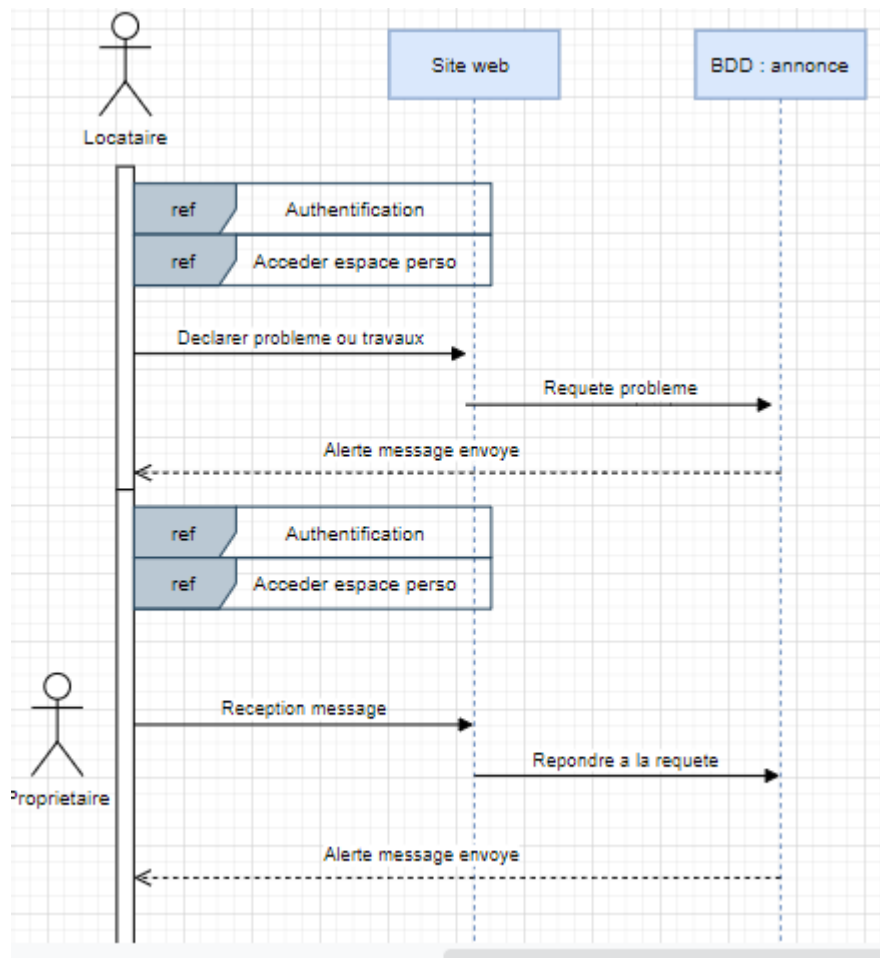 Site web
BDD : annonce
Locataire
ref
Authentification
ref
Acceder espace perso
Declarer probleme ou travaux
Requete probleme
Alerte message envoye
ref
Authentification
ref
Acceder espace perso
Reception message
Repondre a la requete
Proprietaire
Alerte message envoye